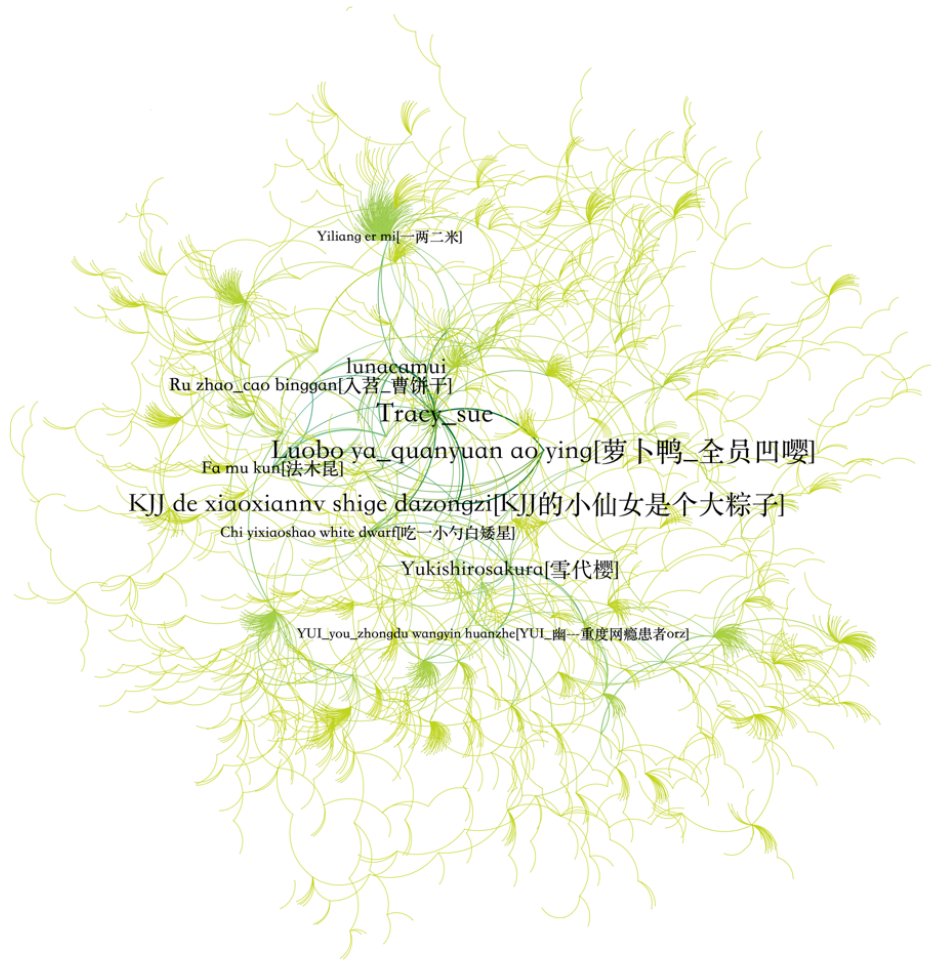 Yiliang er mi[一两二米]
lunacamui
Ru zhao_cao binggan[入苕_曹饼干]
Tracy_sue
Luobo ya_quanyuan ao ying[萝卜鸭_全员凹嘤]
Fa mu kun[法木昆]
KJJ de xiaoxiannv shige dazongzi[KJJ的小仙女是个大粽子]
Chi yixiaoshao white dwarf[吃一小勺白矮星]
Yukishirosakura[雪代樱]
YUI_you_zhongdu wangyin huanzhe[YUI_幽---重度网瘾患者orz]